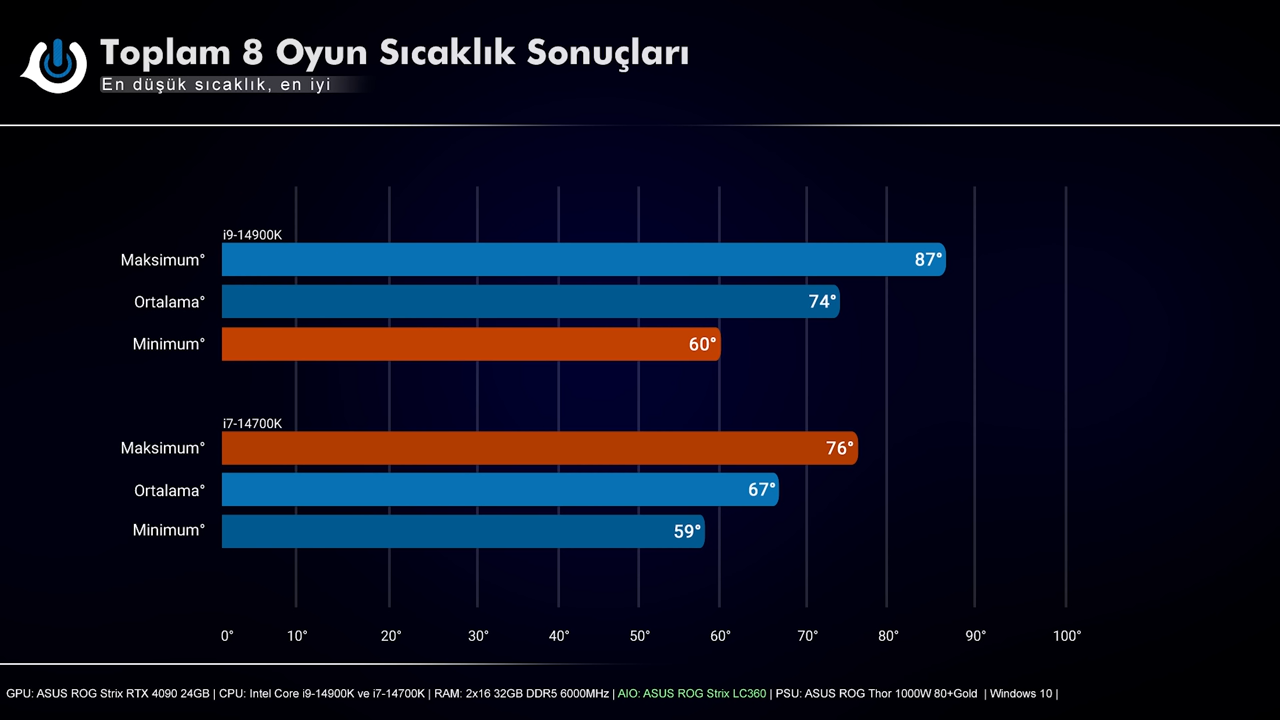 Toplam 8 Oyun Sıcaklık Sonuçları
En düşük sıcaklık, en iyi
i9-14900K
Maksimum° 87°
Ortalama° 74°
Minimum° 60°
i7-14700K
Maksimum° 76°
Ortalama° 67°
Minimum° 59°
0° 10° 20° 30° 40° 50° 60° 70° 80° 90° 100°
GPU: ASUS ROG Strix RTX 4090 24GB | CPU: Intel Core i9-14900K ve i7-14700K | RAM: 2x16 32GB DDR5 6000MHz | AIO: ASUS ROG Strix LC360 | PSU: ASUS ROG Thor 1000W 80+Gold | Windows 10 |